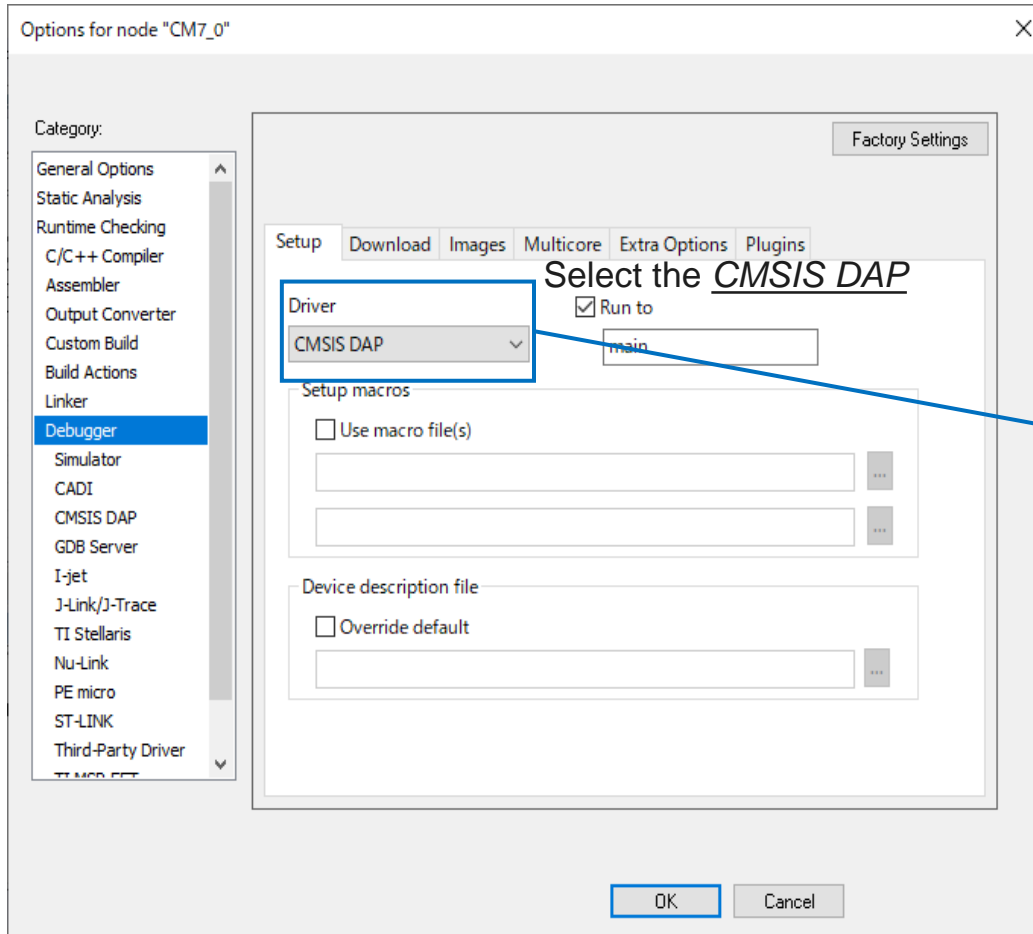 Options for node "CM7_0"
Category:
Factory Settings
General Options
Static Analysis
Runtime Checking
C/C++ Compiler
Assembler
Output Converter
Custom Build
Build Actions
Linker
Debugger
Simulator
CADI
CMSIS DAP
GDB Server
I-jet
J-Link/J-Trace
TI Stellaris
Nu-Link
PE micro
ST-LINK
Third-Party Driver
TI MSP-FET
Setup Download Images Multicore Extra Options Plugins
Select the CMSIS DAP
Driver
Run to
CMSIS DAP
main
Setup macros
Use macro file(s)
...
...
Device description file
Override default
...
OK Cancel